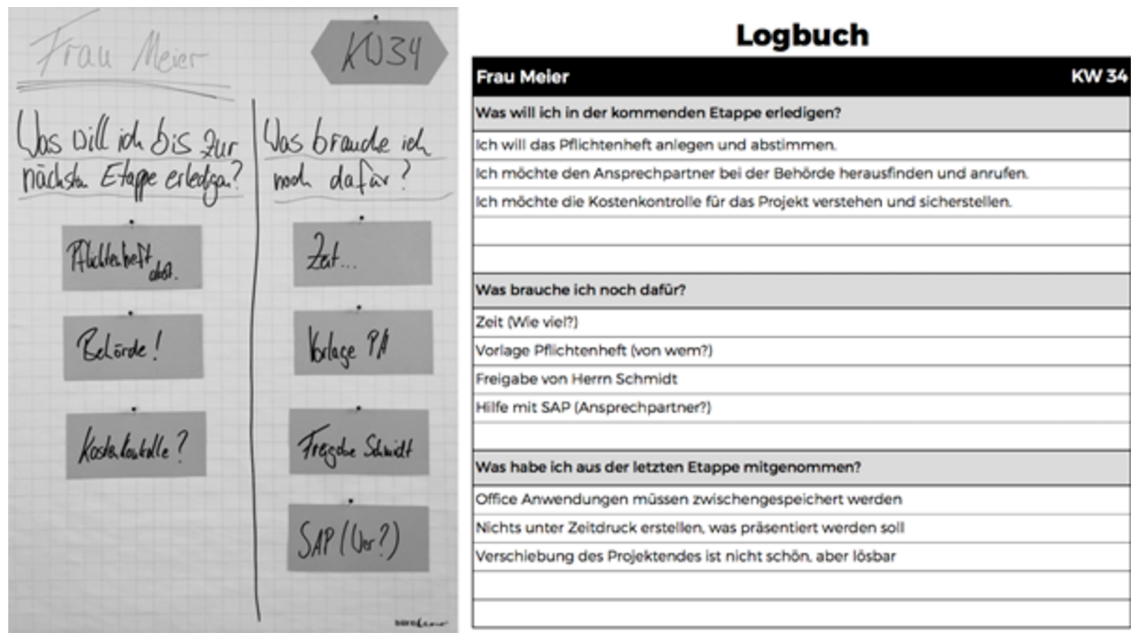 Frau Meier
KW34
Was will ich bis zur
nächsten Etappe erledigen?
Was brauche ich
noch dafür?
Pflichtenheft
abst.
Behörde!
Kostenkontrolle?
Zeit...
Vorlage PH
Freigabe Schmidt
SAP (Wer?)
Logbuch
Frau Meier KW 34
Was will ich in der kommenden Etappe erledigen?
Ich will das Pflichtenheft anlegen und abstimmen.
Ich möchte den Ansprechpartner bei der Behörde herausfinden und anrufen.
Ich möchte die Kostenkontrolle für das Projekt verstehen und sicherstellen.
Was brauche ich noch dafür?
Zeit (Wie viel?)
Vorlage Pflichtenheft (von wem?)
Freigabe von Herrn Schmidt
Hilfe mit SAP (Ansprechpartner?)
Was habe ich aus der letzten Etappe mitgenommen?
Office Anwendungen müssen zwischengespeichert werden
Nichts unter Zeitdruck erstellen, was präsentiert werden soll
Verschiebung des Projektendes ist nicht schön, aber lösbar